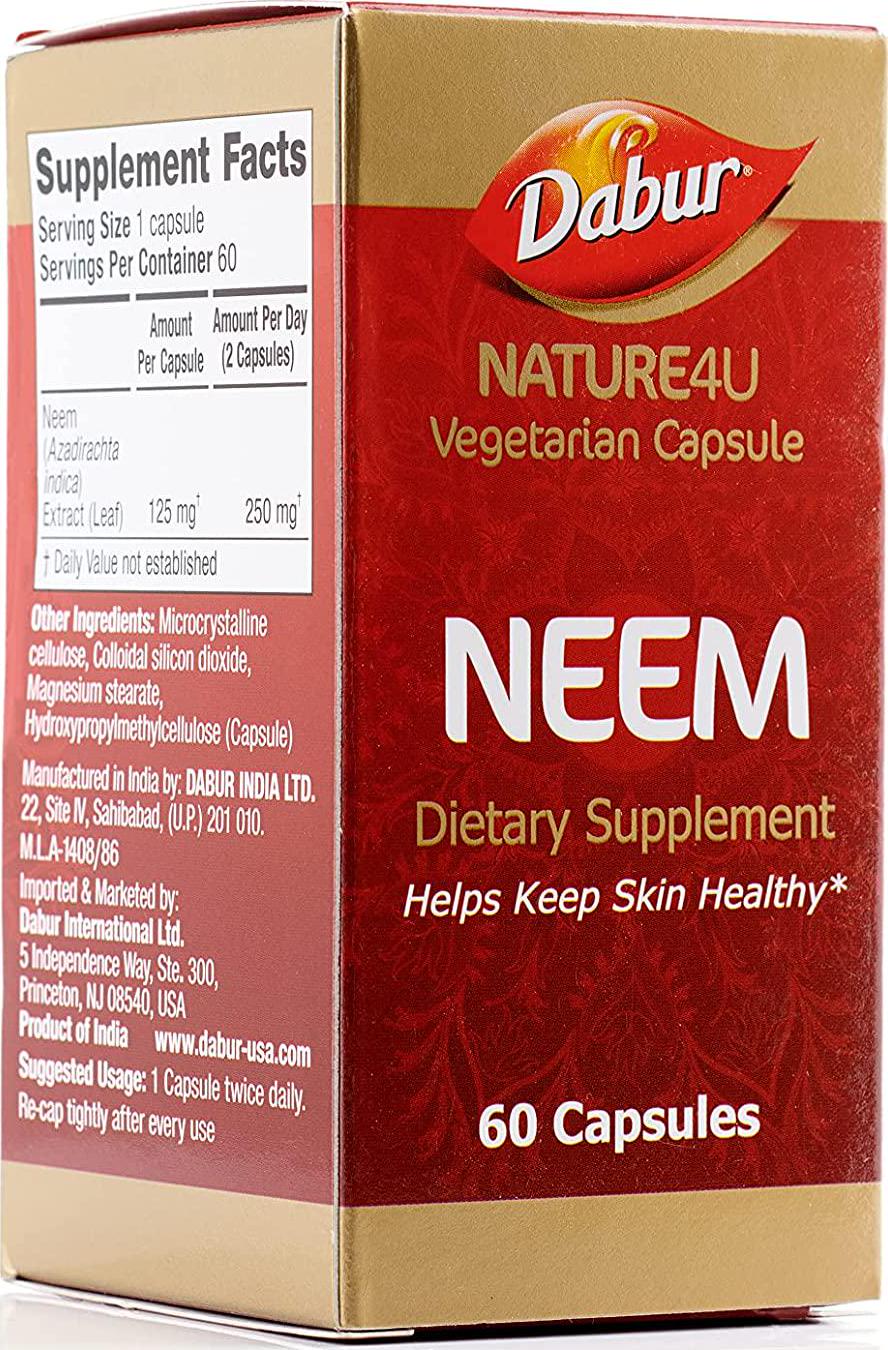 Supplement Facts
Serving Size 1 capsule
Servings Per Container 60
Amount Per Capsule
Amount Per Day (2 Capsules)
Neem
(Azadirachta
indica)
Extract (Leaf) 125 mg† 250 mg†
† Daily Value not established
Other Ingredients: Microcrystalline
cellulose, Colloidal silicon dioxide,
Magnesium stearate,
Hydroxypropylmethylcellulose (Capsule)
Manufactured in India by: DABUR INDIA LTD.
22, Site IV, Sahibabad, (U.P.) 201 010.
M.L.A-1408/86
Imported & Marketed by:
Dabur International Ltd.
5 Independence Way, Ste. 300,
Princeton, NJ 08540, USA
Product of India www.dabur-usa.com
Suggested Usage: 1 Capsule twice daily.
Re-cap tightly after every use
Dabur®
NATURE4U
Vegetarian Capsule
NEEM
Dietary Supplement
Helps Keep Skin Healthy*
60 Capsules